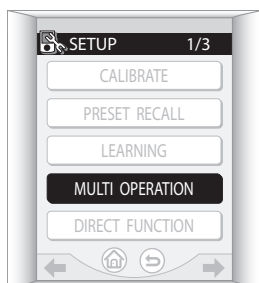 SETUP 1/3
CALIBRATE
PRESET RECALL
LEARNING
MULTI OPERATION
DIRECT FUNCTION